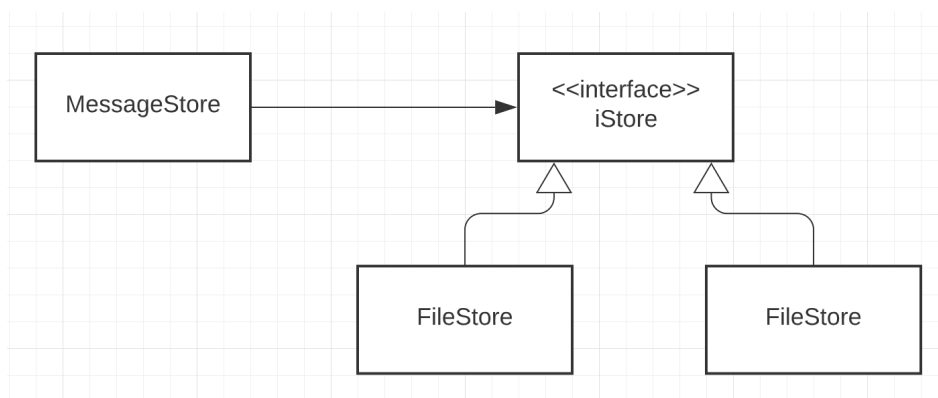 MessageStore
<<interface>>
iStore
FileStore
FileStore